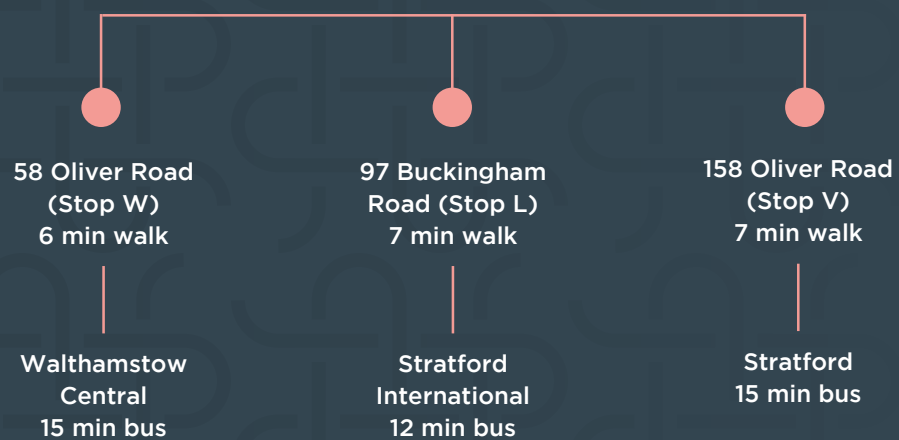 58 Oliver Road
(Stop W)
6 min walk
Walthamstow
Central
15 min bus
97 Buckingham
Road (Stop L)
7 min walk
Stratford
International
12 min bus
158 Oliver Road
(Stop V)
7 min walk
Stratford
15 min bus